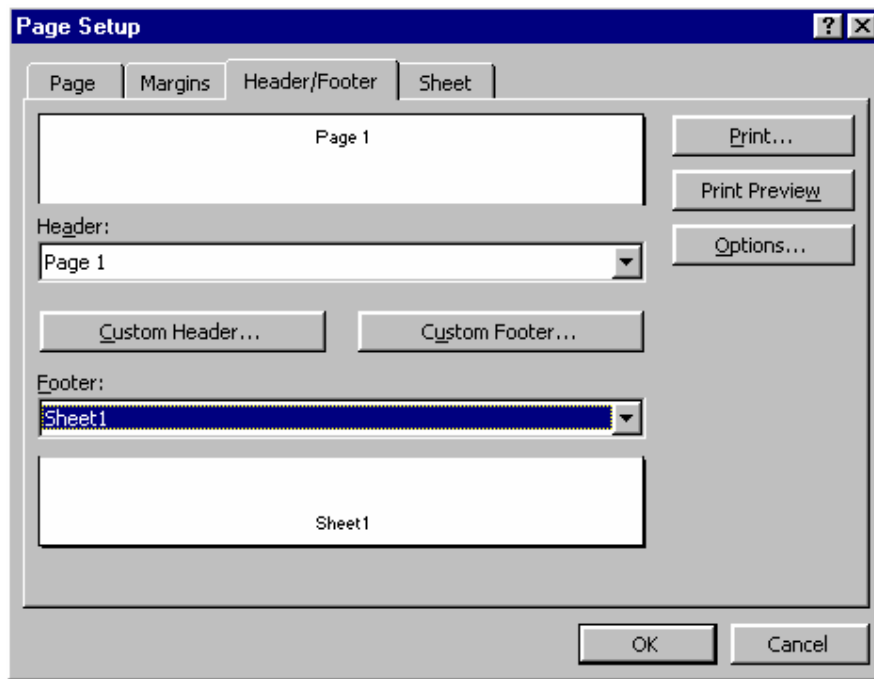 Page Setup
Page Margins Header/Footer Sheet
Page 1
Print...
Print Preview
Header:
Options...
Page 1
Custom Header... Custom Footer...
Footer:
Sheet1
Sheet1
OK Cancel